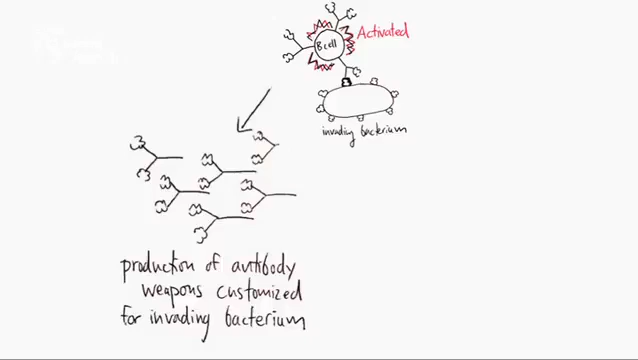 Activated
B cell
invading bacterium
production of antibody
weapons customized
for invading bacterium